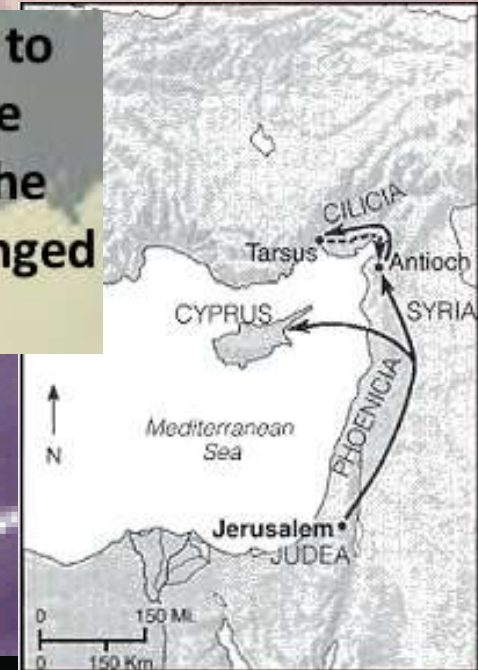 to
e
he
nged
CILICIA
Tarsus
Antioch
CYPRUS
SYRIA
PHOENICIA
N
Mediterranean
Sea
Jerusalem
JUDEA
0 150 Mi.
0 150 Km